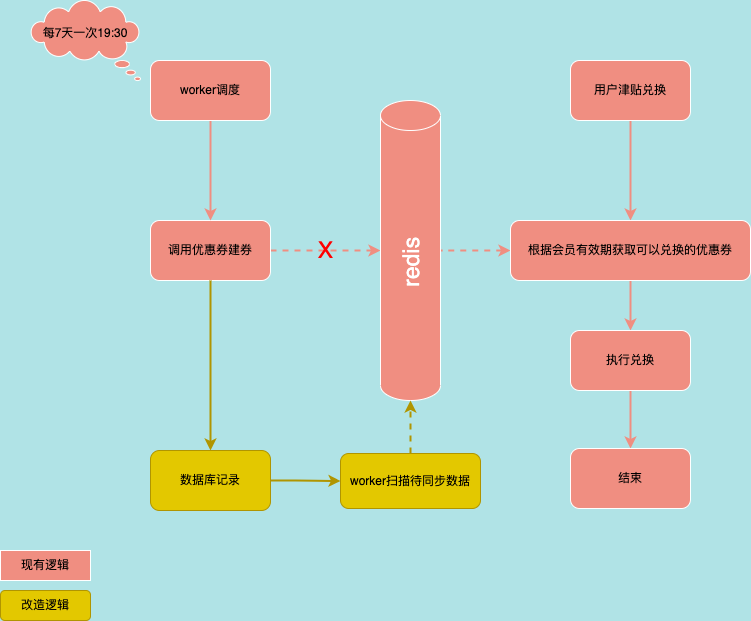 每7天一次19:30
worker调度
用户津贴兑换
调用优惠券建券
X
redis
根据会员有效期获取可以兑换的优惠券
执行兑换
数据库记录
worker扫描待同步数据
结束
现有逻辑
改造逻辑